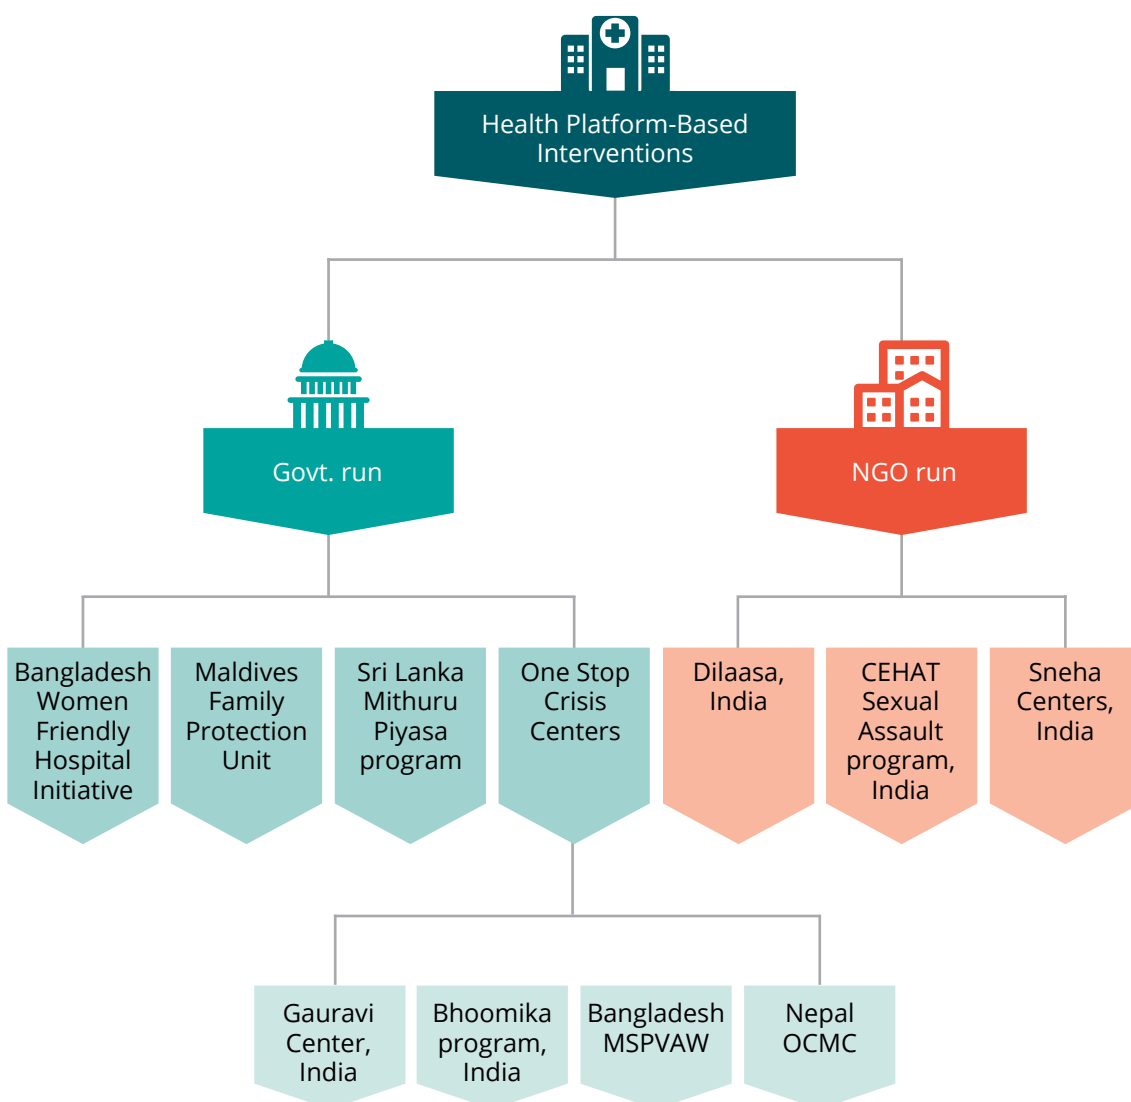 Health Platform-Based
Interventions
Govt. run
NGO run
Bangladesh
Women
Friendly
Hospital
Initiative
Maldives
Family
Protection
Unit
Sri Lanka
Mithuru
Piyasa
program
One Stop
Crisis
Centers
Dilaasa,
India
CEHAT
Sexual
Assault
program,
India
Sneha
Centers,
India
Gauravi
Center,
India
Bhoomika
program,
India
Bangladesh
MSPVAW
Nepal
OCMC